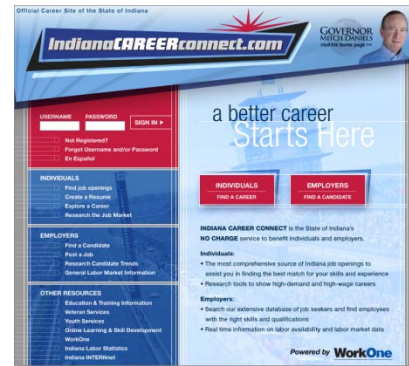 Official Career Site of the State of Indiana
IndianaCAREERconnect.com
GOVERNOR
MITCH DANIELS
visit his home page >>
USERNAME PASSWORD
SIGN IN ▶
Not Registered?
Forgot Username and/or Password
En Español
INDIVIDUALS
Find job openings
Create a Resumé
Explore a Career
Research the Job Market
EMPLOYERS
Find a Candidate
Post a Job
Research Candidate Trends
General Labor Market Information
OTHER RESOURCES
Education & Training Information
Veteran Services
Youth Services
Online Learning & Skill Development
WorkOne
Indiana Labor Statistics
Indiana INTERNnet
a better career
Starts Here
INDIVIDUALS
FIND A CAREER
EMPLOYERS
FIND A CANDIDATE
INDIANA CAREER CONNECT is the State of Indiana's
NO CHARGE service to benefit individuals and employers.
Individuals:
• The most comprehensive source of Indiana job openings to
assist you in finding the best match for your skills and experience
• Research tools to show high-demand and high-wage careers
Employers:
• Search our extensive database of job seekers and find employees
with the right skills and qualifications
• Real time information on labor availability and labor market data
Powered by WorkOne